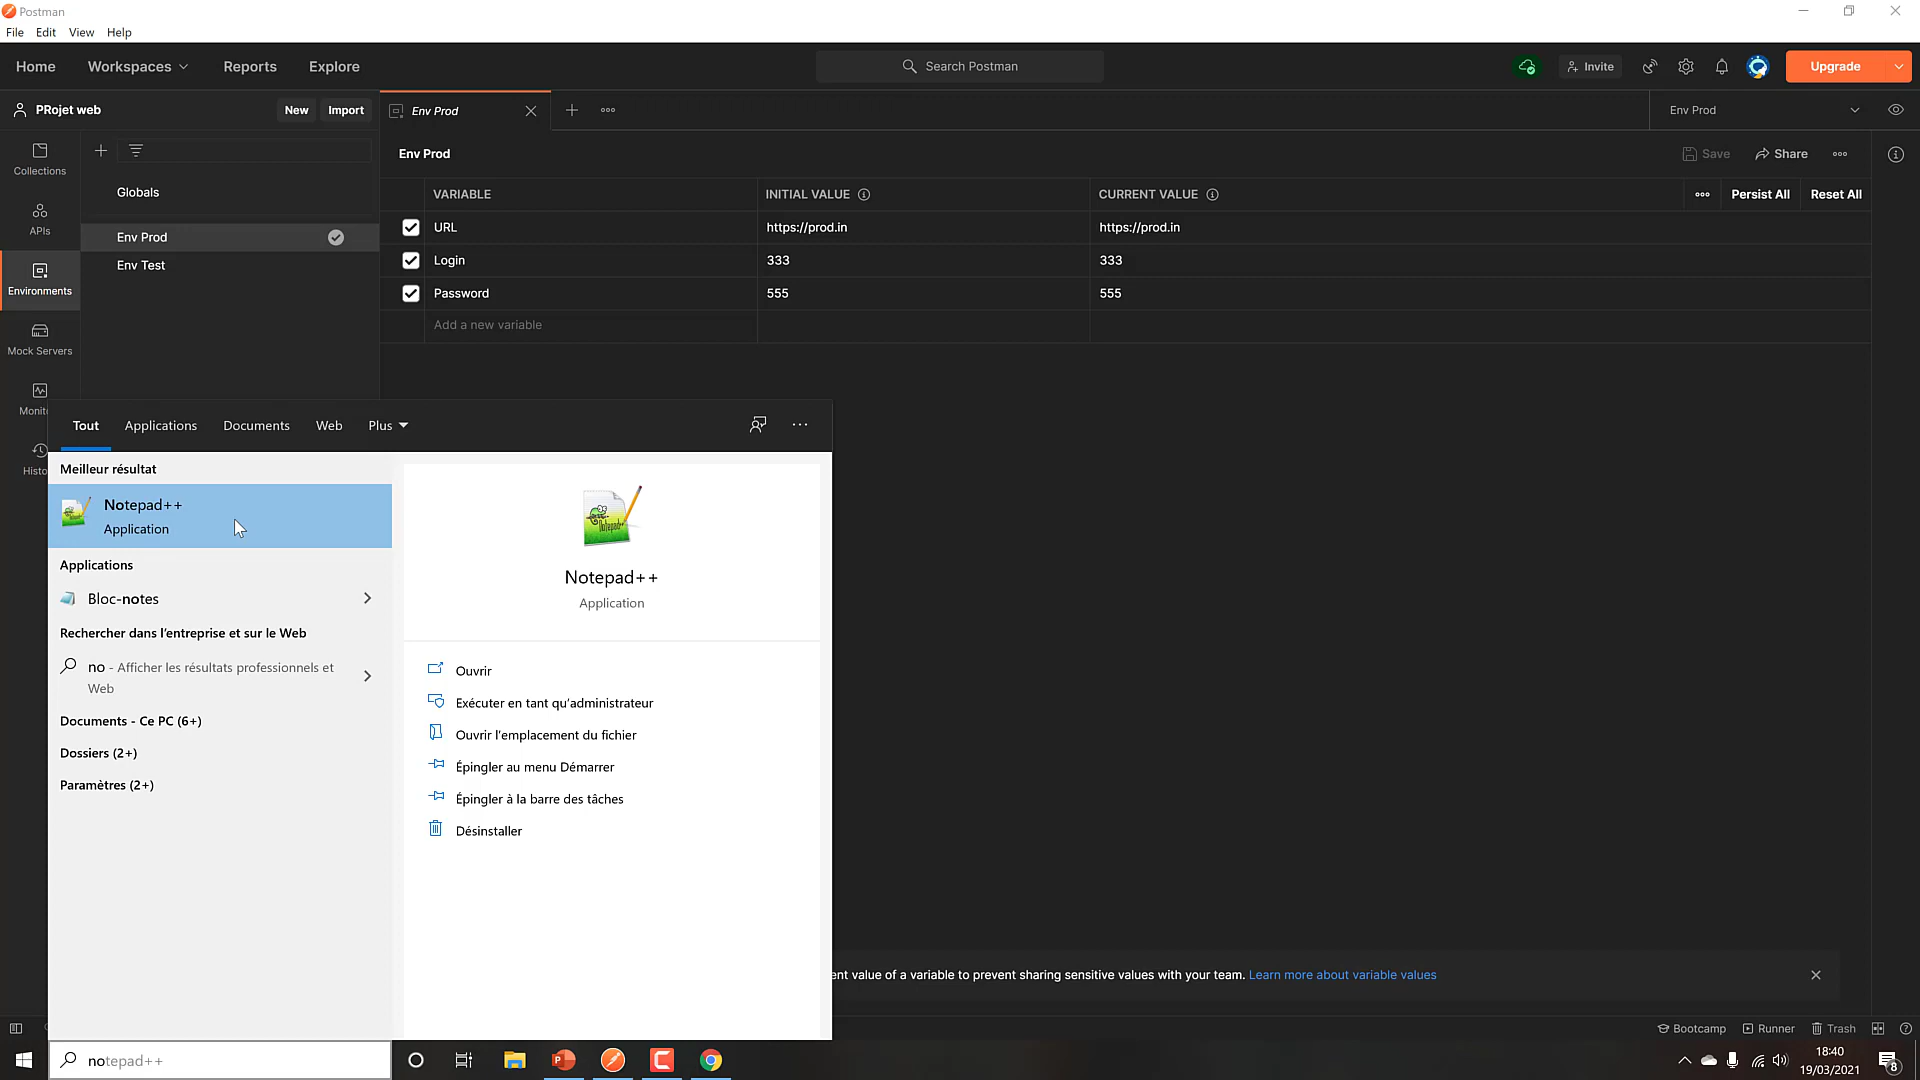 Postman
File Edit View Help
Home Workspaces Reports Explore
Search Postman
Invite
Upgrade
PRojet web
New Import
Env Prod
Env Prod
Collections
APIs
Environments
Mock Servers
Monit
Histo
Globals
Env Prod
Env Test
Env Prod
Save Share
VARIABLE INITIAL VALUE CURRENT VALUE Persist All Reset All
URL https://prod.in https://prod.in
Login 333 333
Password 555 555
Add a new variable
Tout Applications Documents Web Plus
Meilleur résultat
Notepad++
Application
Applications
Bloc-notes
Rechercher dans l'entreprise et sur le Web
no - Afficher les résultats professionnels et
Web
Documents - Ce PC (6+)
Dossiers (2+)
Paramètres (2+)
Notepad++
Application
Ouvrir
Exécuter en tant qu'administrateur
Ouvrir l'emplacement du fichier
Épingler au menu Démarrer
Épingler à la barre des tâches
Désinstaller
ent value of a variable to prevent sharing sensitive values with your team. Learn more about variable values
Bootcamp Runner Trash
notepad++
18:40
19/03/2021
8